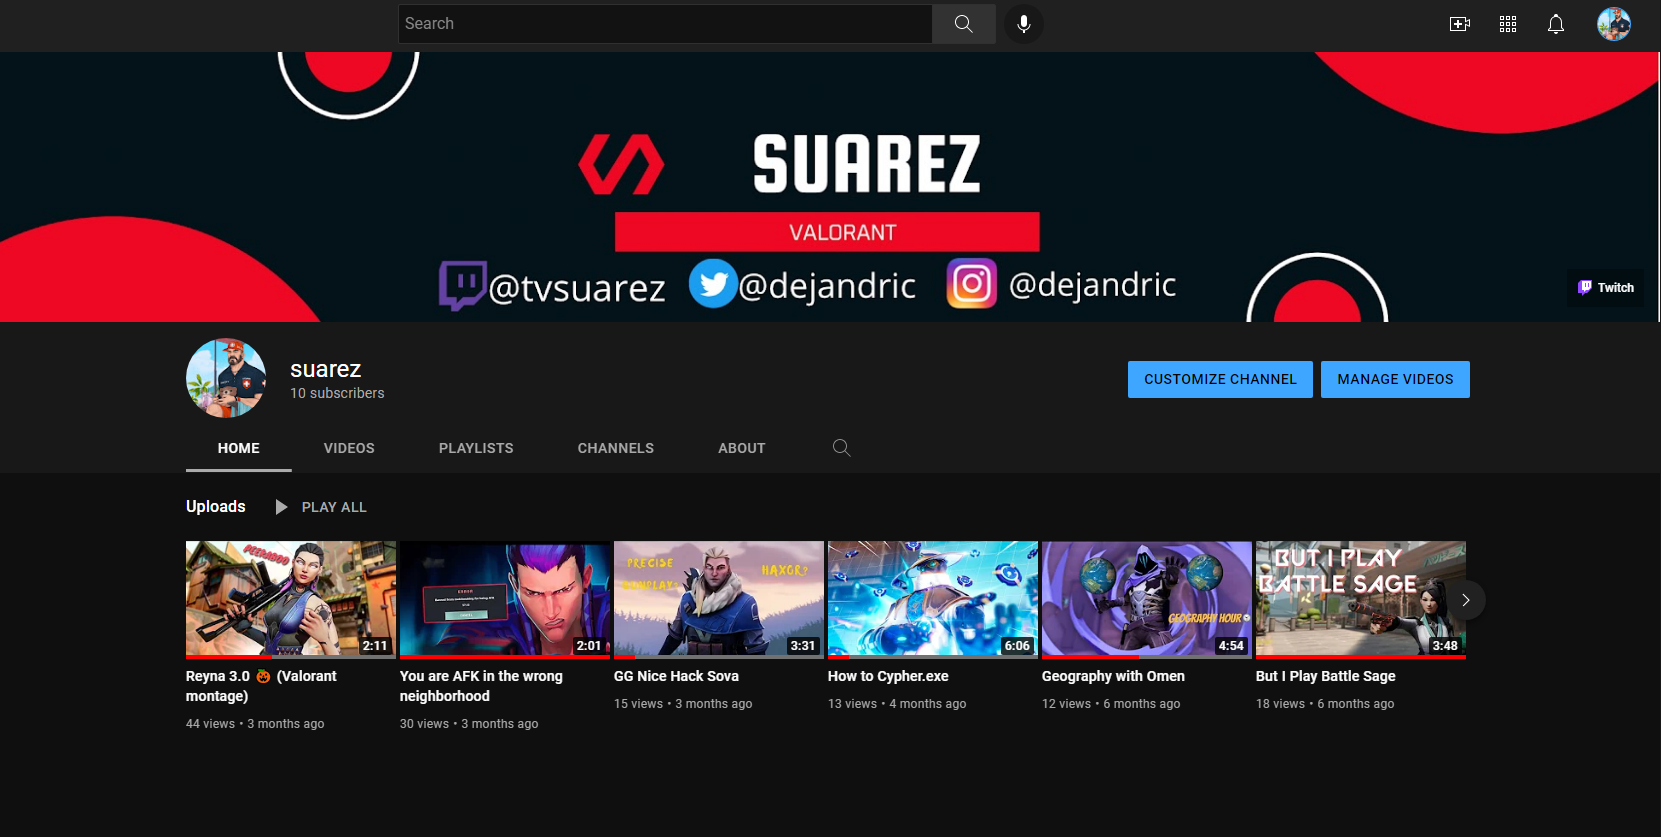 Search
SUAREZ
VALORANT
@tvsuarez @dejandric @dejandric
Twitch
suarez
10 subscribers
CUSTOMIZE CHANNEL MANAGE VIDEOS
HOME VIDEOS PLAYLISTS CHANNELS ABOUT
Uploads PLAY ALL
PEEKABOO
2:11
Reyna 3.0 🎃 (Valorant
montage)
44 views • 3 months ago
ERROR
2:01
You are AFK in the wrong
neighborhood
30 views • 3 months ago
PRECISE
GUNPLAY?
HAXOR?
3:31
GG Nice Hack Sova
15 views • 3 months ago
6:06
How to Cypher.exe
13 views • 4 months ago
GEOGRAPHY HOUR
4:54
Geography with Omen
12 views • 6 months ago
BUT I PLAY
BATTLE SAGE
3:48
But I Play Battle Sage
18 views • 6 months ago